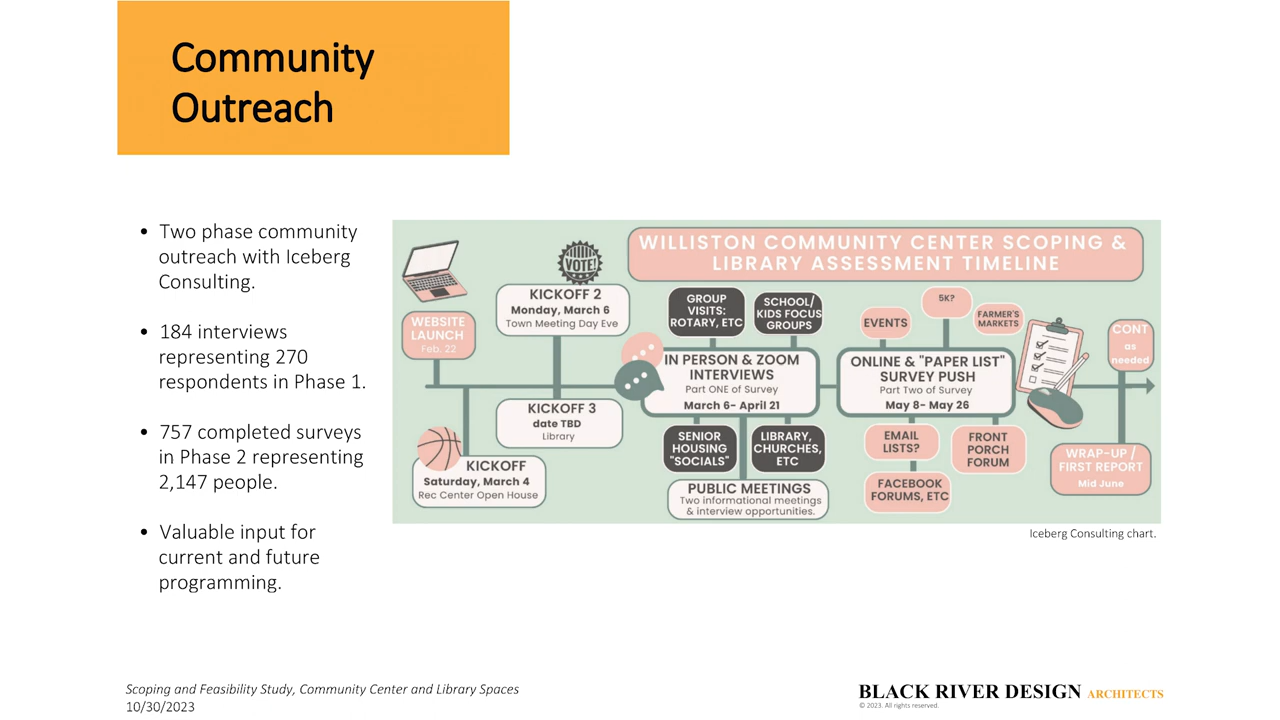 Community
Outreach
• Two phase community
outreach with Iceberg
Consulting.
• 184 interviews
representing 270
respondents in Phase 1.
• 757 completed surveys
in Phase 2 representing
2,147 people.
• Valuable input for
current and future
programming.
WILLISTON COMMUNITY CENTER SCOPING &
LIBRARY ASSESSMENT TIMELINE
VOTE!
WEBSITE
LAUNCH
Feb. 22
KICKOFF 2
Monday, March 6
Town Meeting Day Eve
KICKOFF 3
date TBD
Library
KICKOFF
Saturday, March 4
Rec Center Open House
GROUP
VISITS:
ROTARY, ETC
SCHOOL/
KIDS FOCUS
GROUPS
IN PERSON & ZOOM
INTERVIEWS
Part ONE of Survey
March 6- April 21
SENIOR
HOUSING
"SOCIALS"
LIBRARY,
CHURCHES,
ETC
PUBLIC MEETINGS
Two informational meetings
& interview opportunities.
EVENTS
5K?
FARMER'S
MARKETS
ONLINE & "PAPER LIST"
SURVEY PUSH
Part Two of Survey
May 8- May 26
EMAIL
LISTS?
FRONT
PORCH
FORUM
FACEBOOK
FORUMS, ETC
CONT
as
needed
WRAP-UP /
FIRST REPORT
Mid June
Iceberg Consulting chart.
Scoping and Feasibility Study, Community Center and Library Spaces
10/30/2023
BLACK RIVER DESIGN ARCHITECTS
© 2023. All rights reserved.